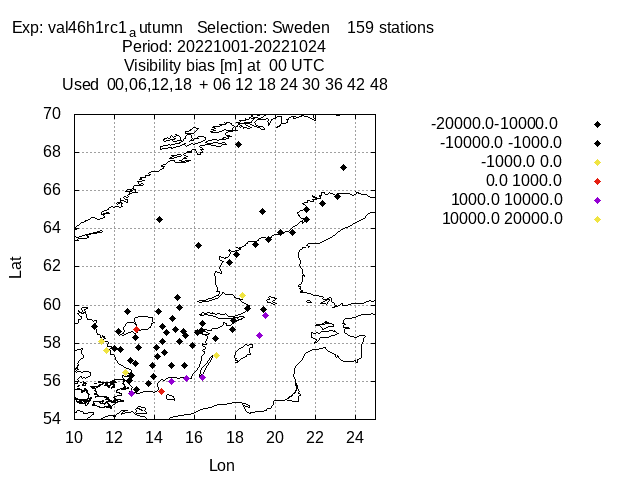 Exp: val46h1rc1autumn   Selection: Sweden    159 stations
Period: 20221001-20221024
Visibility bias [m] at  00 UTC
Used  00,06,12,18  + 06 12  18 24 30 36 42 48
-20000.0-10000.0
-10000.0 -1000.0
-1000.0 0.0
0.0 1000.0
1000.0 10000.0
10000.0 20000.0
70
68
66
64
62
60
58
56
54
Lat
10 12 14 16 18 20 22 24
Lon